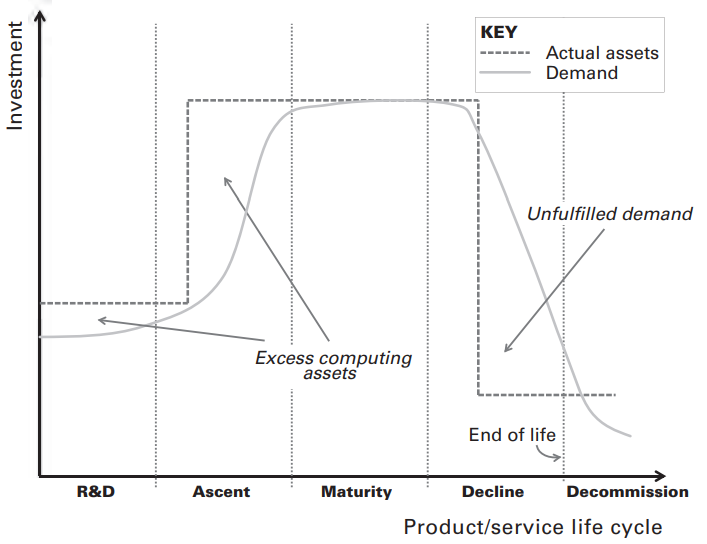 Investment
KEY
Actual assets
Demand
Unfulfilled demand
Excess computing
assets
End of life
R&D
Ascent
Maturity
Decline
Decommission
Product/service life cycle